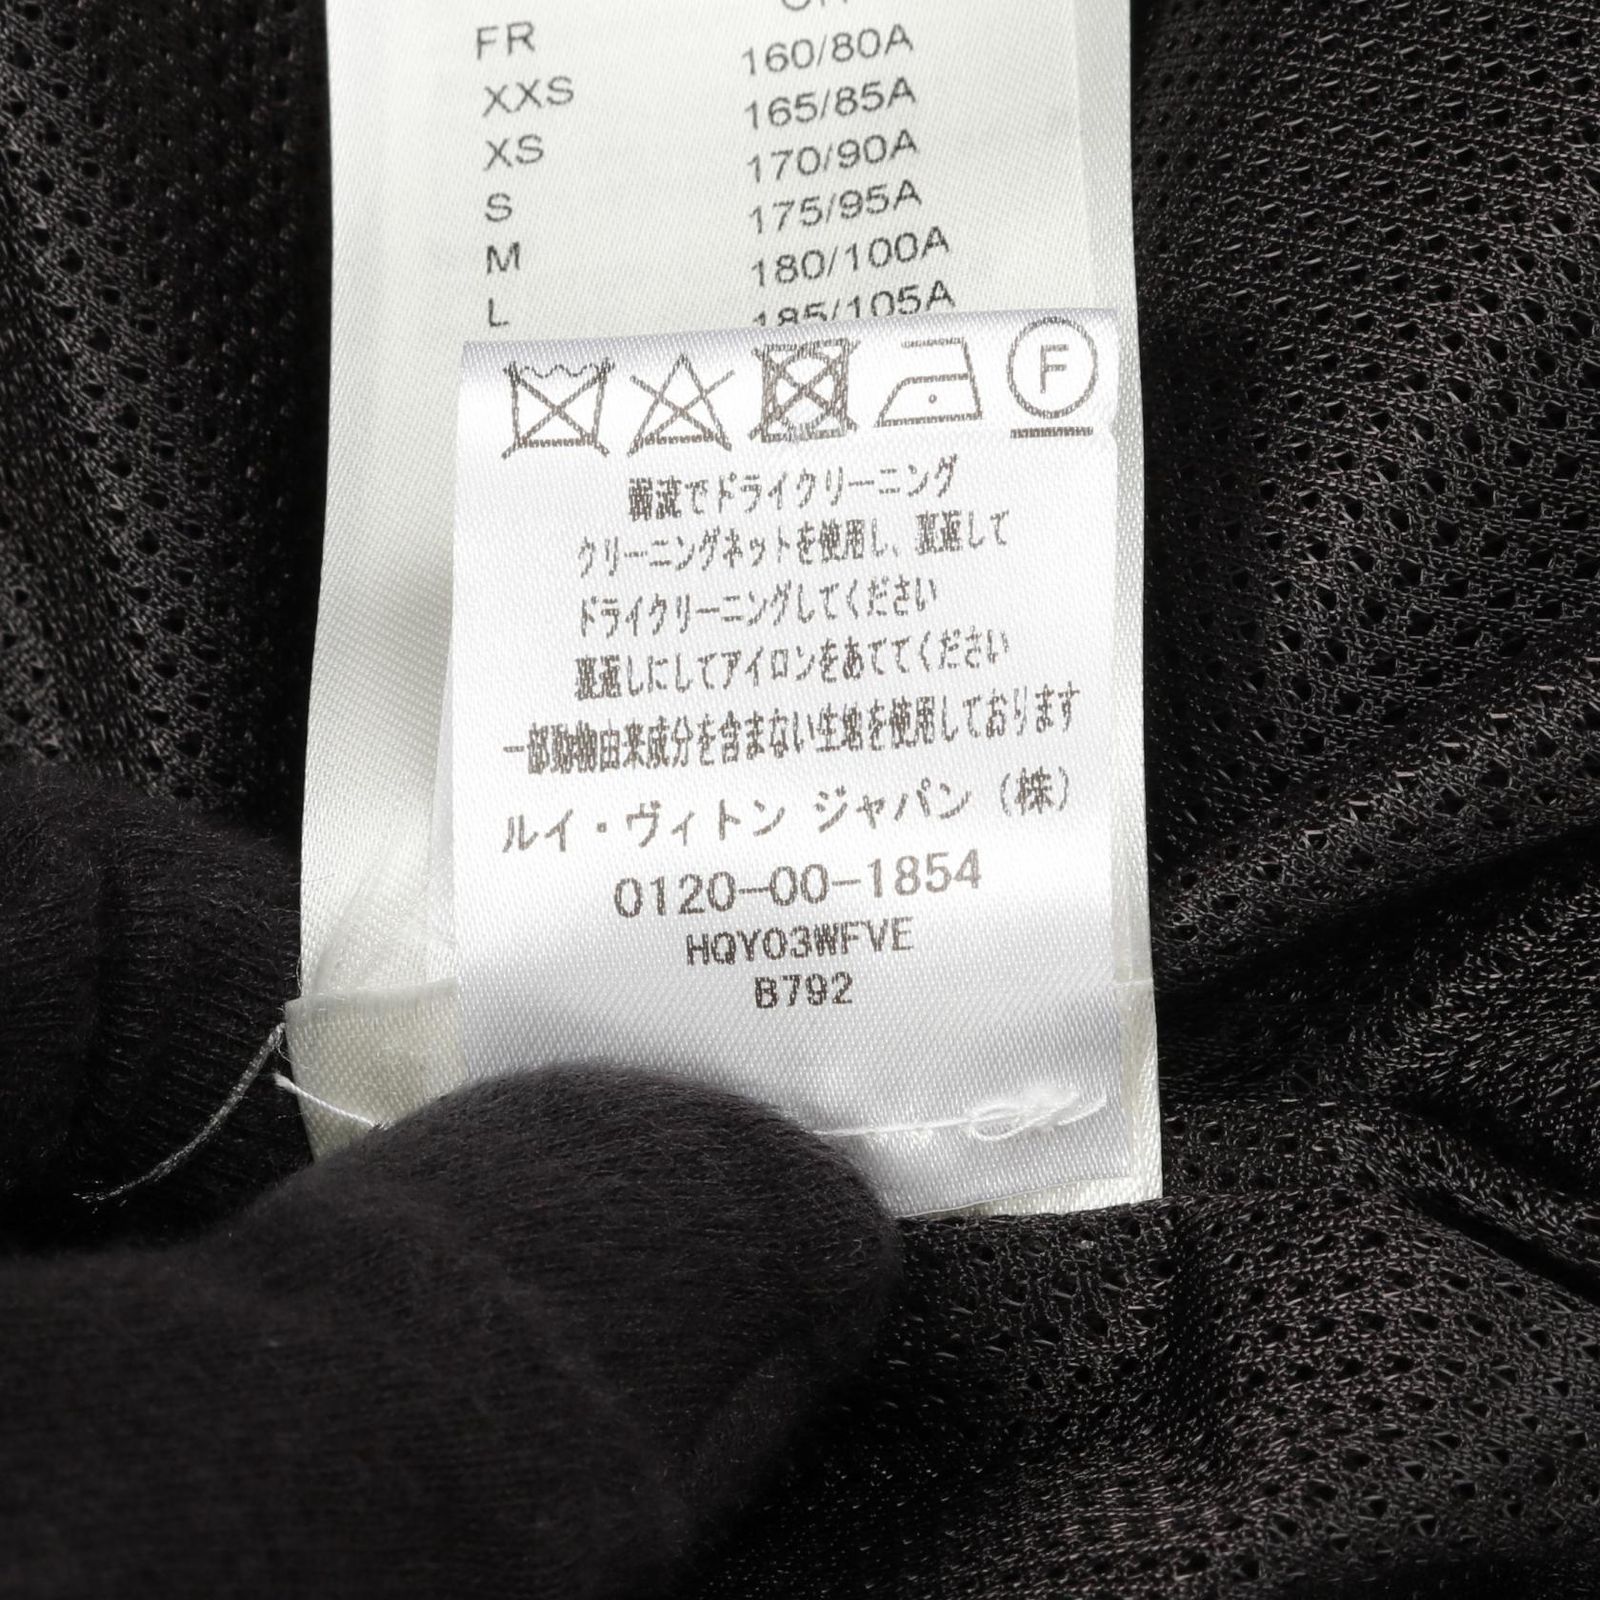 FR
XXS 160/80A
XS 165/85A
S 170/90A
M 175/95A
L 180/100A
185/105A
F
弱流でドライクリーニング
クリーニングネットを使用し、裏返して
ドライクリーニングしてください
裏返しにしてアイロンをあててください
一部動物由来成分を含まない生地を使用しております
ルイ・ヴィトン ジャパン（株）
0120-00-1854
HQY03WFVE
B792